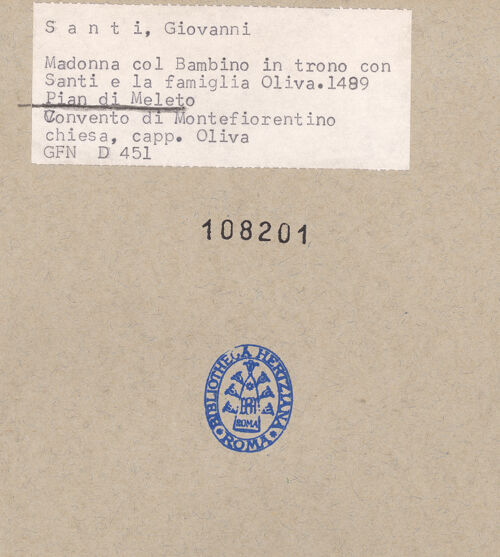 S a n t i, Giovanni
Madonna col Bambino in trono con
Santi e la famiglia Oliva.1489
Pian di Meleto
Convento di Montefiorentino
chiesa, capp. Oliva
GFN D 451
108201
BIBLIOTHECA HERTZIANA
ROMA
ROMA